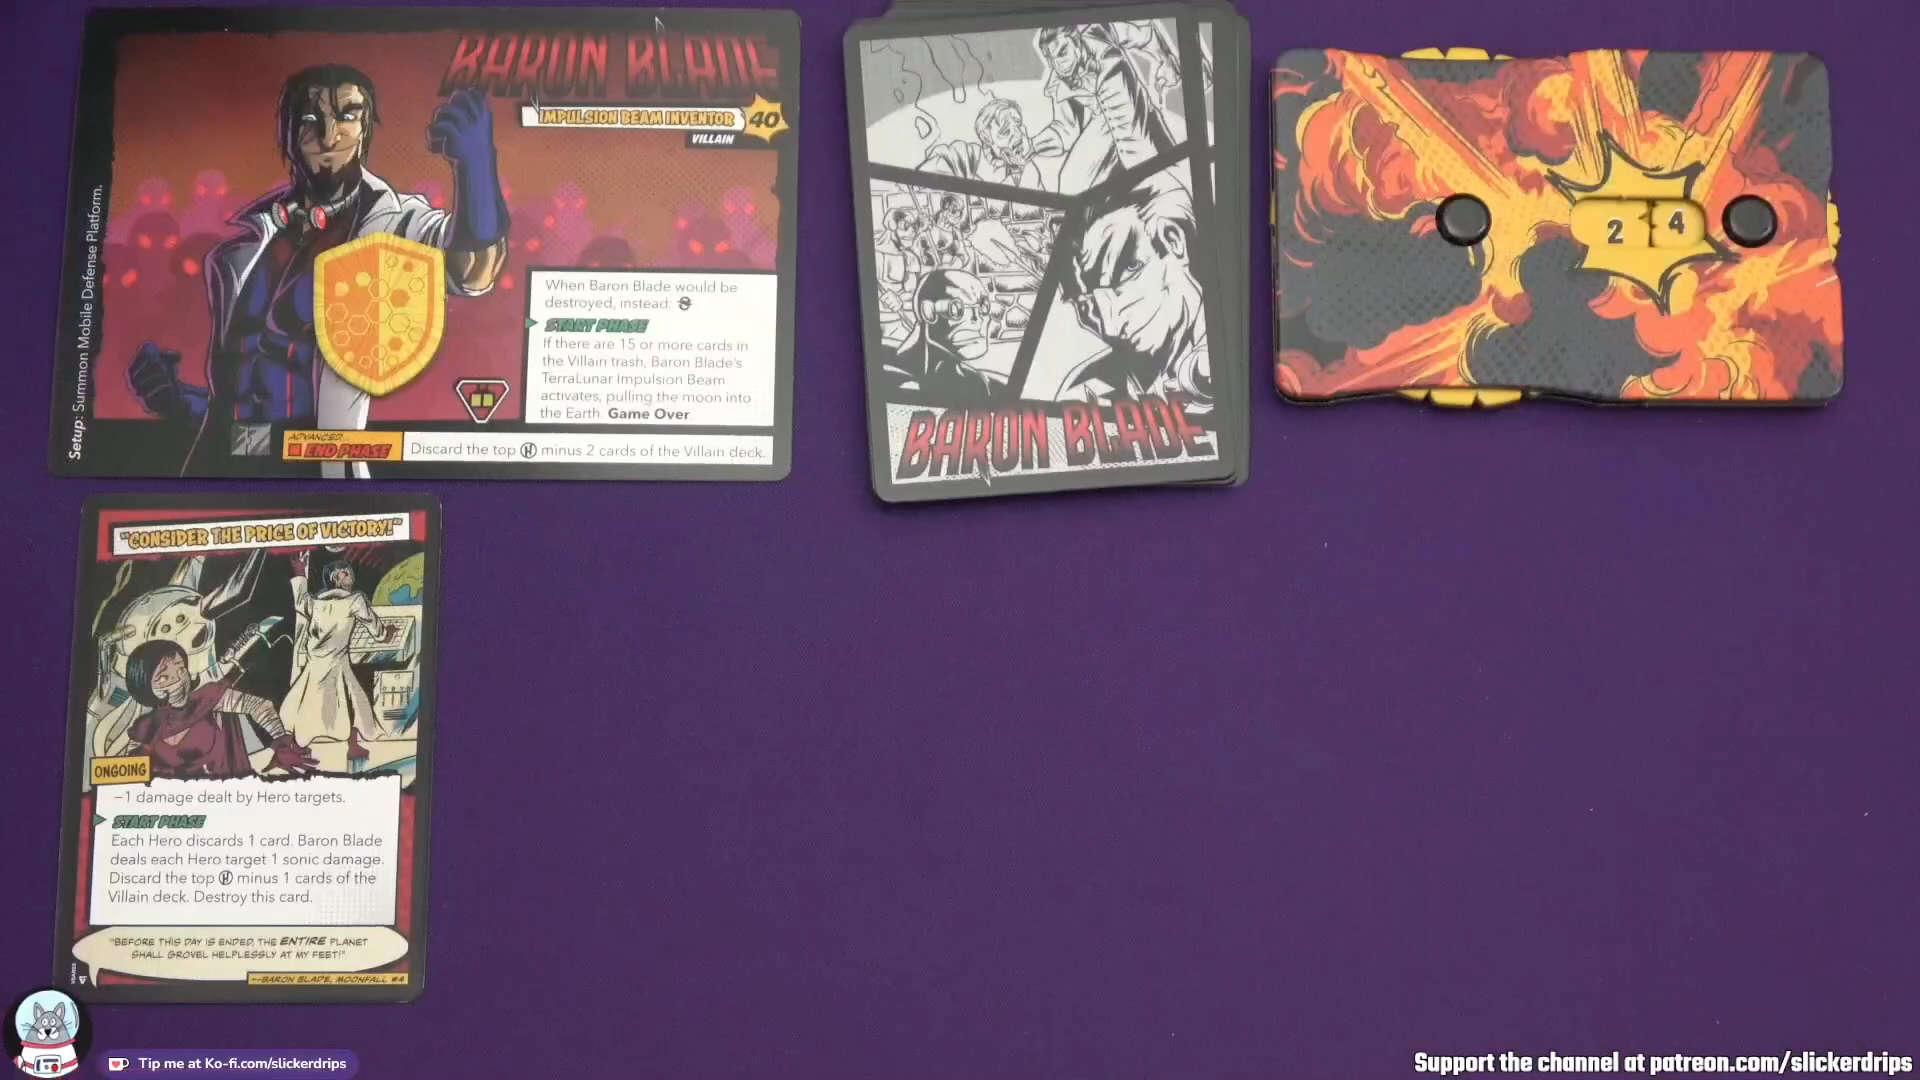 BARON BLADE
IMPULSION BEAM INVENTOR 40
VILLAIN
Setup: Summon Mobile Defense Platform.
When Baron Blade would be
destroyed, instead:
START PHASE
If there are 15 or more cards in
the Villain trash, Baron Blade's
TerraLunar Impulsion Beam
activates, pulling the moon into
the Earth. Game Over.
ADVANCED
END PHASE
Discard the top H minus 2 cards of the Villain deck.
BARON BLADE
2 4
"CONSIDER THE PRICE OF VICTORY!"
ONGOING
−1 damage dealt by Hero targets.
START PHASE
Each Hero discards 1 card. Baron Blade
deals each Hero target 1 sonic damage.
Discard the top H minus 1 cards of the
Villain deck. Destroy this card.
"BEFORE THIS DAY IS ENDED, THE ENTIRE PLANET
SHALL GROVEL HELPLESSLY AT MY FEET!"
—BARON BLADE, MOONFALL #4
Tip me at Ko-fi.com/slickerdrips
Support the channel at patreon.com/slickerdrips